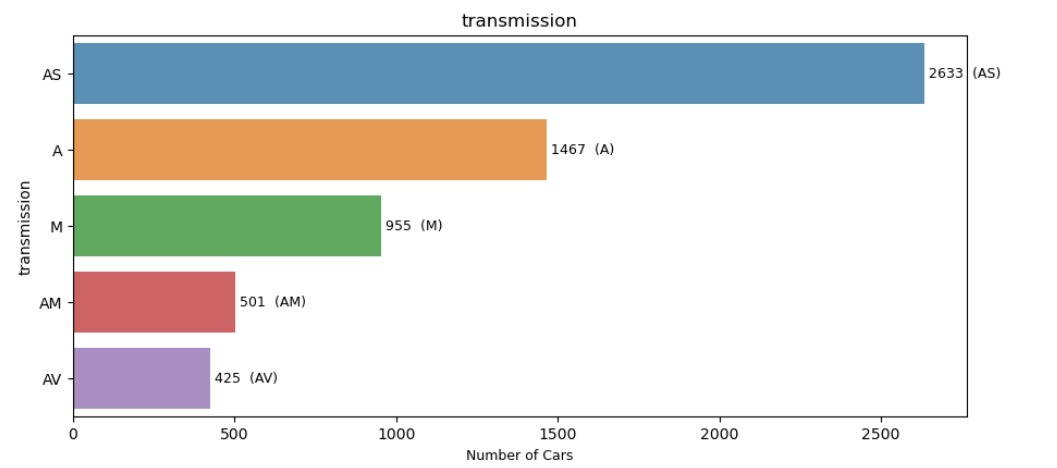 transmission
AS
2633 (AS)
A
1467 (A)
M
955 (M)
AM
501 (AM)
AV
425 (AV)
transmission
0 500 1000 1500 2000 2500
Number of Cars